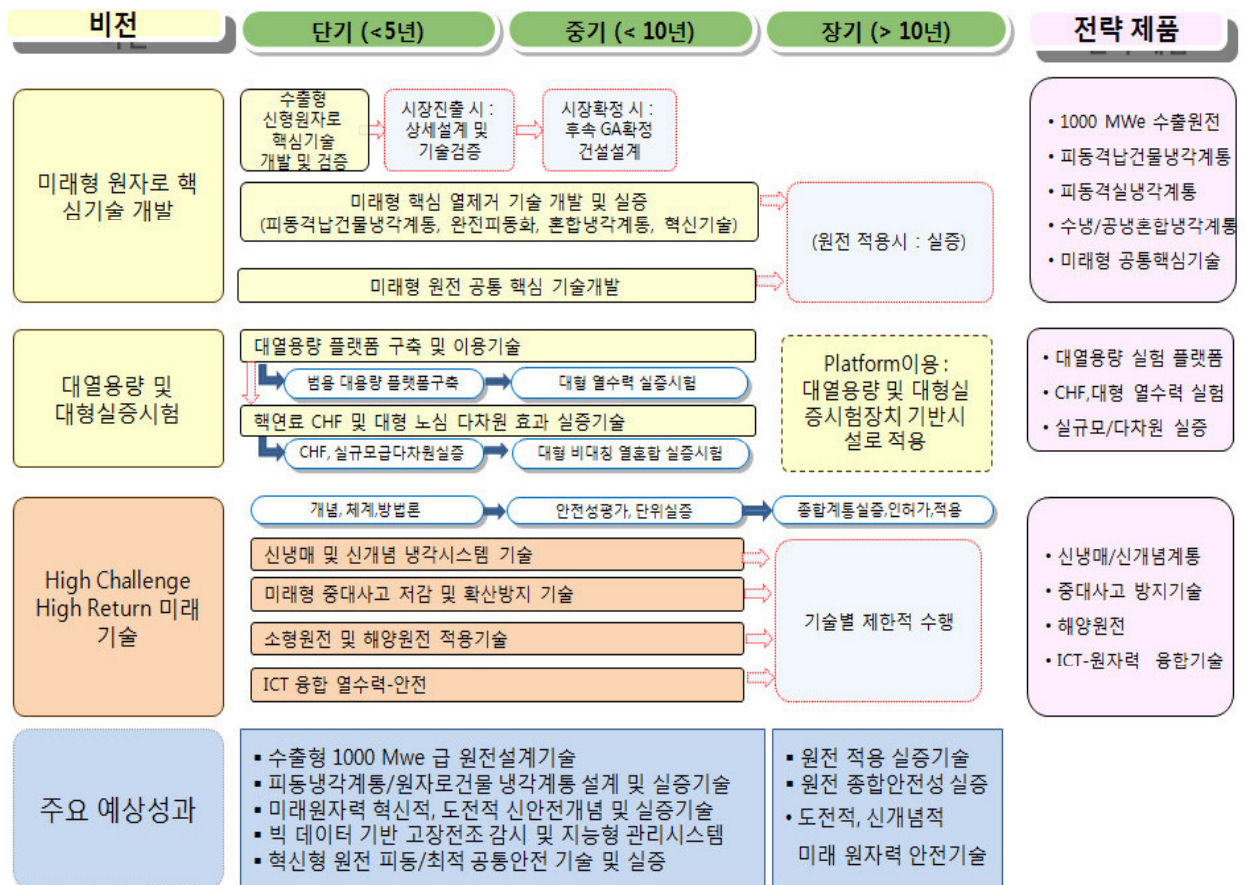 비전
단기 (<5년)
중기 (< 10년)
장기 (> 10년)
전략 제품
미래형 원자로 핵
심기술 개발
수출형
신형원자로
핵심기술
개발 및 검증
시장진출 시 :
상세설계 및
기술검증
시장확정 시 :
후속 GA확정
건설설계
미래형 핵심 열제거 기술 개발 및 실증
(피동격납건물냉각계통, 완전피동화, 혼합냉각계통, 혁신기술)
미래형 원전 공통 핵심 기술개발
(원전 적용시 : 실증)
• 1000 MWe 수출원전
• 피동격납건물냉각계통
• 피동격실냉각계통
• 수냉/공냉혼합냉각계통
• 미래형 공통핵심기술
대열용량 및
대형실증시험
대열용량 플랫폼 구축 및 이용기술
범용 대용량 플랫폼구축
대형 열수력 실증시험
핵연료 CHF 및 대형 노심 다차원 효과 실증기술
CHF, 실규모급다차원실증
대형 비대칭 열혼합 실증시험
Platform이용 :
대열용량 및 대형실
증시험장치 기반시
설로 적용
• 대열용량 실험 플랫폼
• CHF,대형 열수력 실험
• 실규모/다차원 실증
High Challenge
High Return 미래
기술
개념, 체계,방법론
안전성평가, 단위실증
종합계통실증,인허가,적용
신냉매 및 신개념 냉각시스템 기술
미래형 중대사고 저감 및 확산방지 기술
소형원전 및 해양원전 적용기술
ICT 융합 열수력-안전
기술별 제한적 수행
• 신냉매/신개념계통
• 중대사고 방지기술
• 해양원전
• ICT-원자력 융합기술
주요 예상성과
▪ 수출형 1000 Mwe 급 원전설계기술
▪ 피동냉각계통/원자로건물 냉각계통 설계 및 실증기술
▪ 미래원자력 혁신적, 도전적 신안전개념 및 실증기술
▪ 빅 데이터 기반 고장전조 감시 및 지능형 관리시스템
▪ 혁신형 원전 피동/최적 공통안전 기술 및 실증
▪ 원전 적용 실증기술
▪ 원전 종합안전성 실증
• 도전적, 신개념적
미래 원자력 안전기술